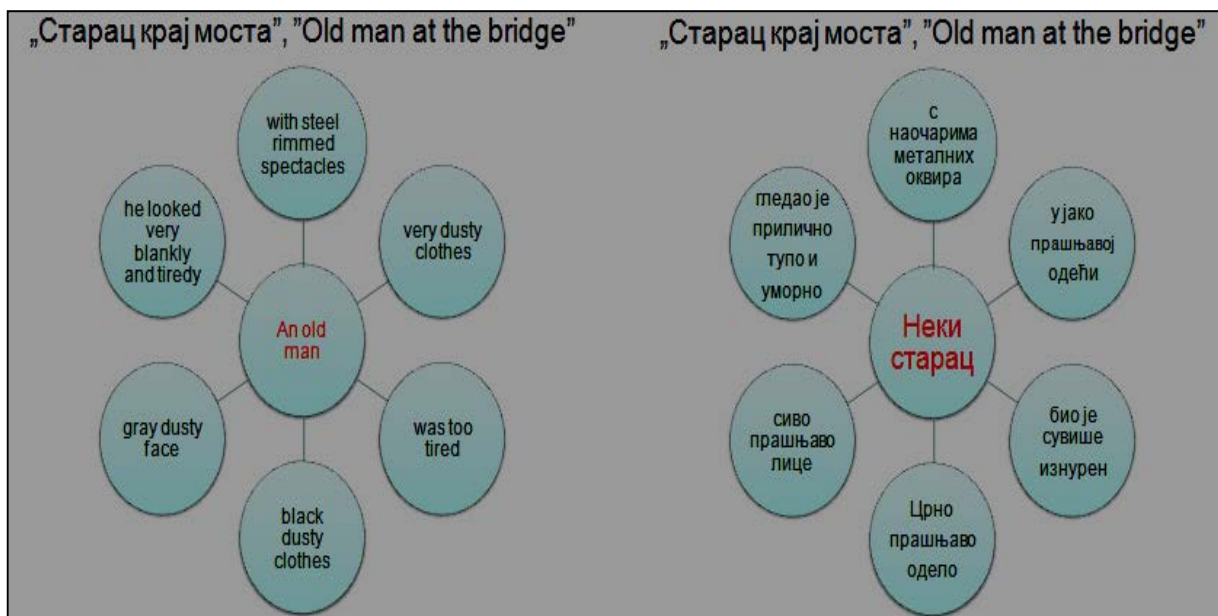 „Старац крај моста”, ”Old man at the bridge”
with steel
rimmed
spectacles
very dusty
clothes
was too
tired
black
dusty
clothes
gray dusty
face
he looked
very
blankly
and tiredy
An old
man
„Старац крај моста”, ”Old man at the bridge”
с
наочарима
металних
оквира
у јако
прашњавој
одећи
био је
сувише
изнурен
Црно
прашњаво
одело
сиво
прашњаво
лице
гледао је
прилично
тупо и
уморно
Неки
старац